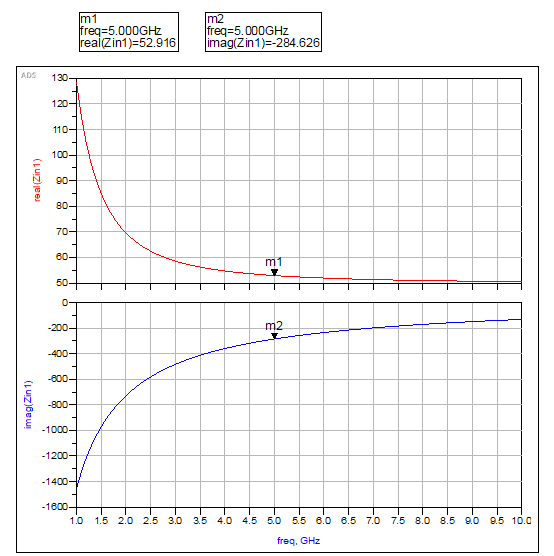 m1
freq=5.000GHz
real(Zin1)=52.916
m2
freq=5.000GHz
imag(Zin1)=-284.626
ADS
130
120
110
100
90
80
70
60
50
real(Zin1)
m1
0
-200
-400
-600
-800
-1000
-1200
-1400
-1600
imag(Zin1)
m2
1.0 1.5 2.0 2.5 3.0 3.5 4.0 4.5 5.0 5.5 6.0 6.5 7.0 7.5 8.0 8.5 9.0 9.5 10.0
freq, GHz